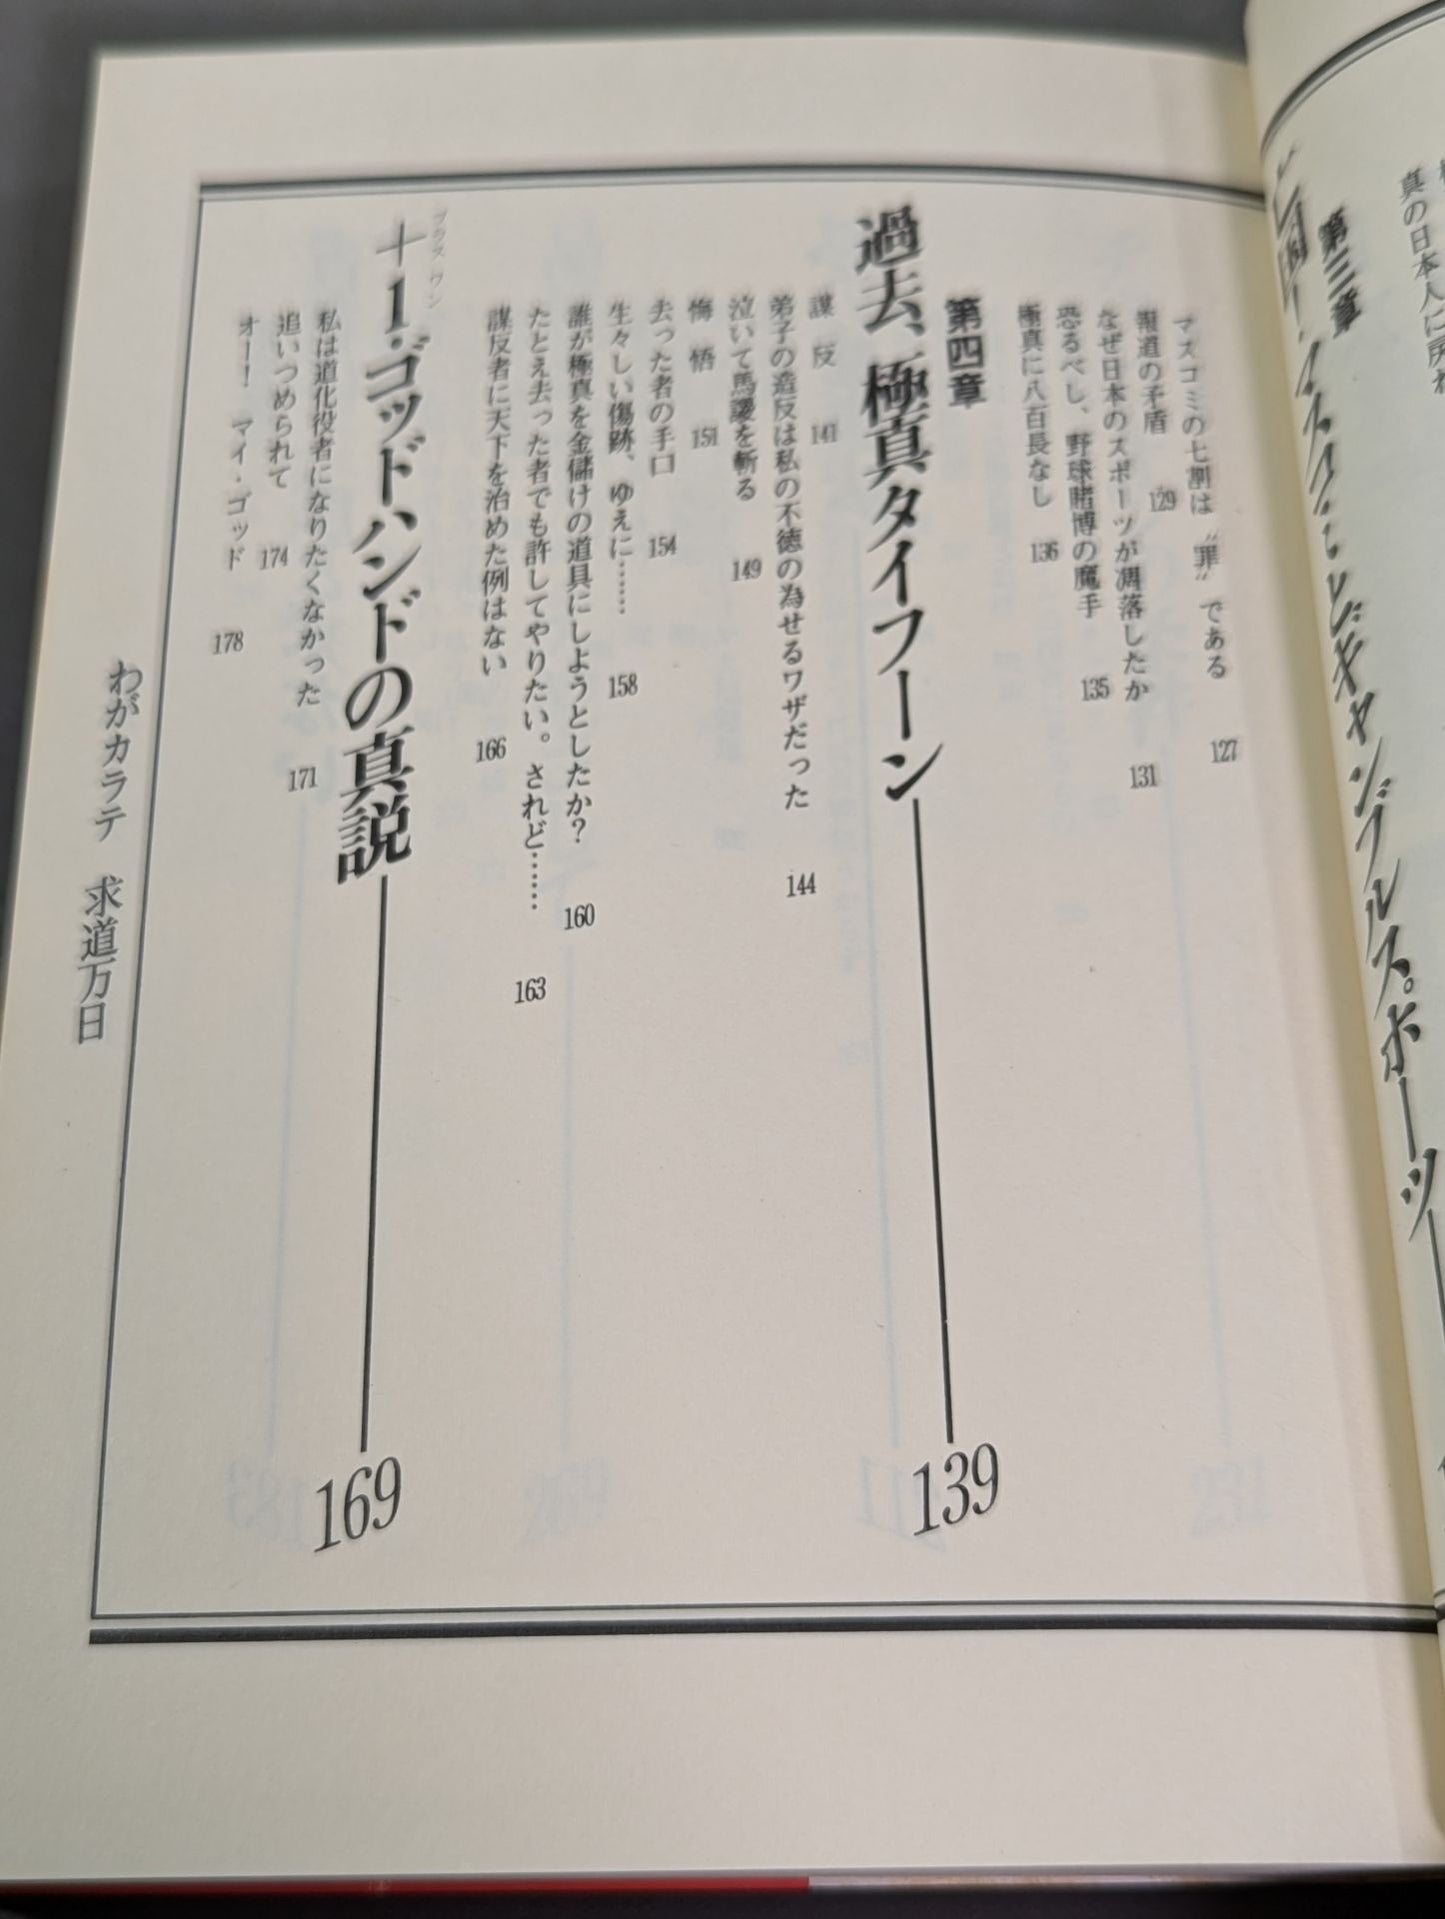 真の日本人に戻れ
第三章
マスコミの七割は〝罪〟である 127
報道の矛盾 129
なぜ日本のスポーツが凋落したか 131
恐るべし、野球賭博の魔手 135
極真に八百長なし 136
第四章
過去、極真タイフーン 139
謀反 141
弟子の造反は私の不徳の為せるワザだった 144
泣いて馬謖を斬る 149
悔悟 151
去った者の手口 154
生々しい傷跡、ゆえに…… 158
誰が極真を金儲けの道具にしようとしたか? 160
たとえ去った者でも許してやりたい。されど…… 163
謀反者に天下を治めた例はない 166
プラス・ワン
+1・ゴッドハンドの真説 169
私は道化役者になりたくなかった 171
追いつめられて 174
オー! マイ・ゴッド 178
わがカラテ 求道万日